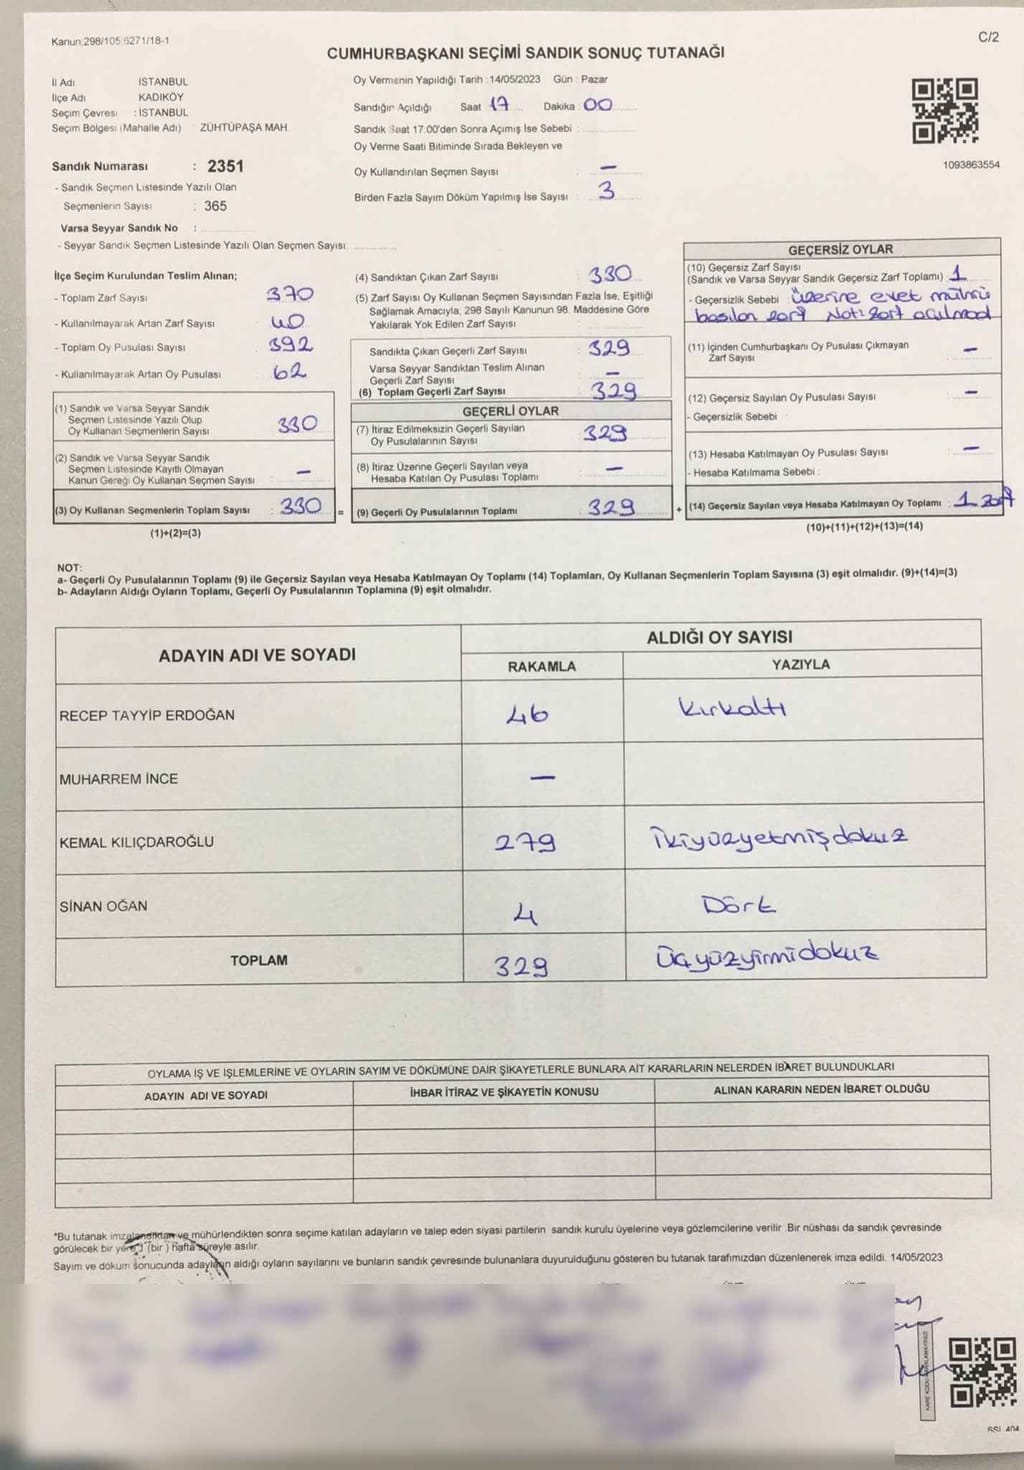 Kanun:298/105 6271/18-1
C/2
CUMHURBAŞKANI SEÇİMİ SANDIK SONUÇ TUTANAĞI
İl Adı İSTANBUL
İlçe Adı KADIKÖY
Seçim Çevresi : İSTANBUL
Seçim Bölgesi (Mahalle Adı) ZÜHTÜPAŞA MAH.
Sandık Numarası : 2351
- Sandık Seçmen Listesinde Yazılı Olan
Seçmenlerin Sayısı : 365
Varsa Seyyar Sandık No :
- Seyyar Sandık Seçmen Listesinde Yazılı Olan Seçmen Sayısı:
Oy Vermenin Yapıldığı Tarih : 14/05/2023 Gün : Pazar
Sandığın Açıldığı Saat 17 Dakika : 00
Sandık Saat 17:00'den Sonra Açımış İse Sebebi :
Oy Verme Saati Bitiminde Sırada Bekleyen ve
Oy Kullandırılan Seçmen Sayısı : —
Birden Fazla Sayım Döküm Yapılmış İse Sayısı : 3
1093863554
İlçe Seçim Kurulundan Teslim Alınan;
- Toplam Zarf Sayısı 370
- Kullanılmayarak Artan Zarf Sayısı 40
- Toplam Oy Pusulası Sayısı 392
- Kullanılmayarak Artan Oy Pusulası 62
(1) Sandık ve Varsa Seyyar Sandık
Seçmen Listesinde Yazılı Olup
Oy Kullanan Seçmenlerin Sayısı 330
(2) Sandık ve Varsa Seyyar Sandık
Seçmen Listesinde Kayıtlı Olmayan
Kanun Gereği Oy Kullanan Seçmen Sayısı —
(3) Oy Kullanan Seçmenlerin Toplam Sayısı : 330 =
(1)+(2)=(3)
(4) Sandıktan Çıkan Zarf Sayısı : 330
(5) Zarf Sayısı Oy Kullanan Seçmen Sayısından Fazla İse, Eşitliği
Sağlamak Amacıyla; 298 Sayılı Kanunun 98. Maddesine Göre
Yakılarak Yok Edilen Zarf Sayısı :
Sandıkta Çıkan Geçerli Zarf Sayısı : 329
Varsa Seyyar Sandıktan Teslim Alınan
Geçerli Zarf Sayısı : —
(6) Toplam Geçerli Zarf Sayısı : 329
GEÇERLİ OYLAR
(7) İtiraz Edilmeksizin Geçerli Sayılan
Oy Pusulalarının Sayısı : 329
(8) İtiraz Üzerine Geçerli Sayılan veya
Hesaba Katılan Oy Pusulası Toplamı : —
(9) Geçerli Oy Pusulalarının Toplamı : 329 +
GEÇERSİZ OYLAR
(10) Geçersiz Zarf Sayısı
(Sandık ve Varsa Seyyar Sandık Geçersiz Zarf Toplamı) : 1
- Geçersizlik Sebebi : Üzerine evet mührü
basılan zarf Not: Zarf açılmad
(11) İçinden Cumhurbaşkanı Oy Pusulası Çıkmayan
Zarf Sayısı : —
(12) Geçersiz Sayılan Oy Pusulası Sayısı : —
- Geçersizlik Sebebi :
(13) Hesaba Katılmayan Oy Pusulası Sayısı : —
- Hesaba Katılmama Sebebi :
(14) Geçersiz Sayılan veya Hesaba Katılmayan Oy Toplamı : 1 zarf
(10)+(11)+(12)+(13)=(14)
NOT:
a- Geçerli Oy Pusulalarının Toplamı (9) ile Geçersiz Sayılan veya Hesaba Katılmayan Oy Toplamı (14) Toplamları, Oy Kullanan Seçmenlerin Toplam Sayısına (3) eşit olmalıdır. (9)+(14)=(3)
b- Adayların Aldığı Oyların Toplamı, Geçerli Oy Pusulalarının Toplamına (9) eşit olmalıdır.
ADAYIN ADI VE SOYADI ALDIĞI OY SAYISI
RAKAMLA YAZIYLA
RECEP TAYYİP ERDOĞAN 46 Kırkaltı
MUHARREM İNCE —
KEMAL KILIÇDAROĞLU 279 İkiyüzyetmişdokuz
SİNAN OĞAN 4 Dört
TOPLAM 329 Üçyüzyirmidokuz
OYLAMA İŞ VE İŞLEMLERİNE VE OYLARIN SAYIM VE DÖKÜMÜNE DAİR ŞİKAYETLERLE BUNLARA AİT KARARLARIN NELERDEN İBARET BULUNDUKLARI
ADAYIN ADI VE SOYADI İHBAR İTİRAZ VE ŞİKAYETİN KONUSU ALINAN KARARIN NEDEN İBARET OLDUĞU
*Bu tutanak imzalandıktan ve mühürlendikten sonra seçime katılan adayların ve talep eden siyasi partilerin sandık kurulu üyelerine veya gözlemcilerine verilir. Bir nüshası da sandık çevresinde
görülecek bir yere 1 (bir) hafta süreyle asılır.
Sayım ve döküm sonucunda adayların aldığı oyların sayılarını ve bunların sandık çevresinde bulunanlara duyurulduğunu gösteren bu tutanak tarafımızdan düzenlenerek imza edildi. 14/05/2023